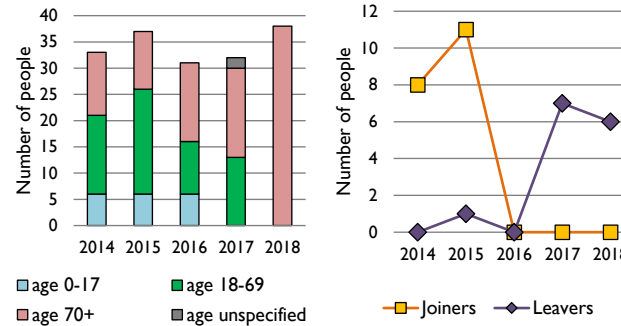 Number of people
40
35
30
25
20
15
10
5
0
2014 2015 2016 2017 2018
age 0-17 age 18-69
age 70+ age unspecified
Number of people
12
10
8
6
4
2
0
2014 2015 2016 2017 2018
Joiners Leavers